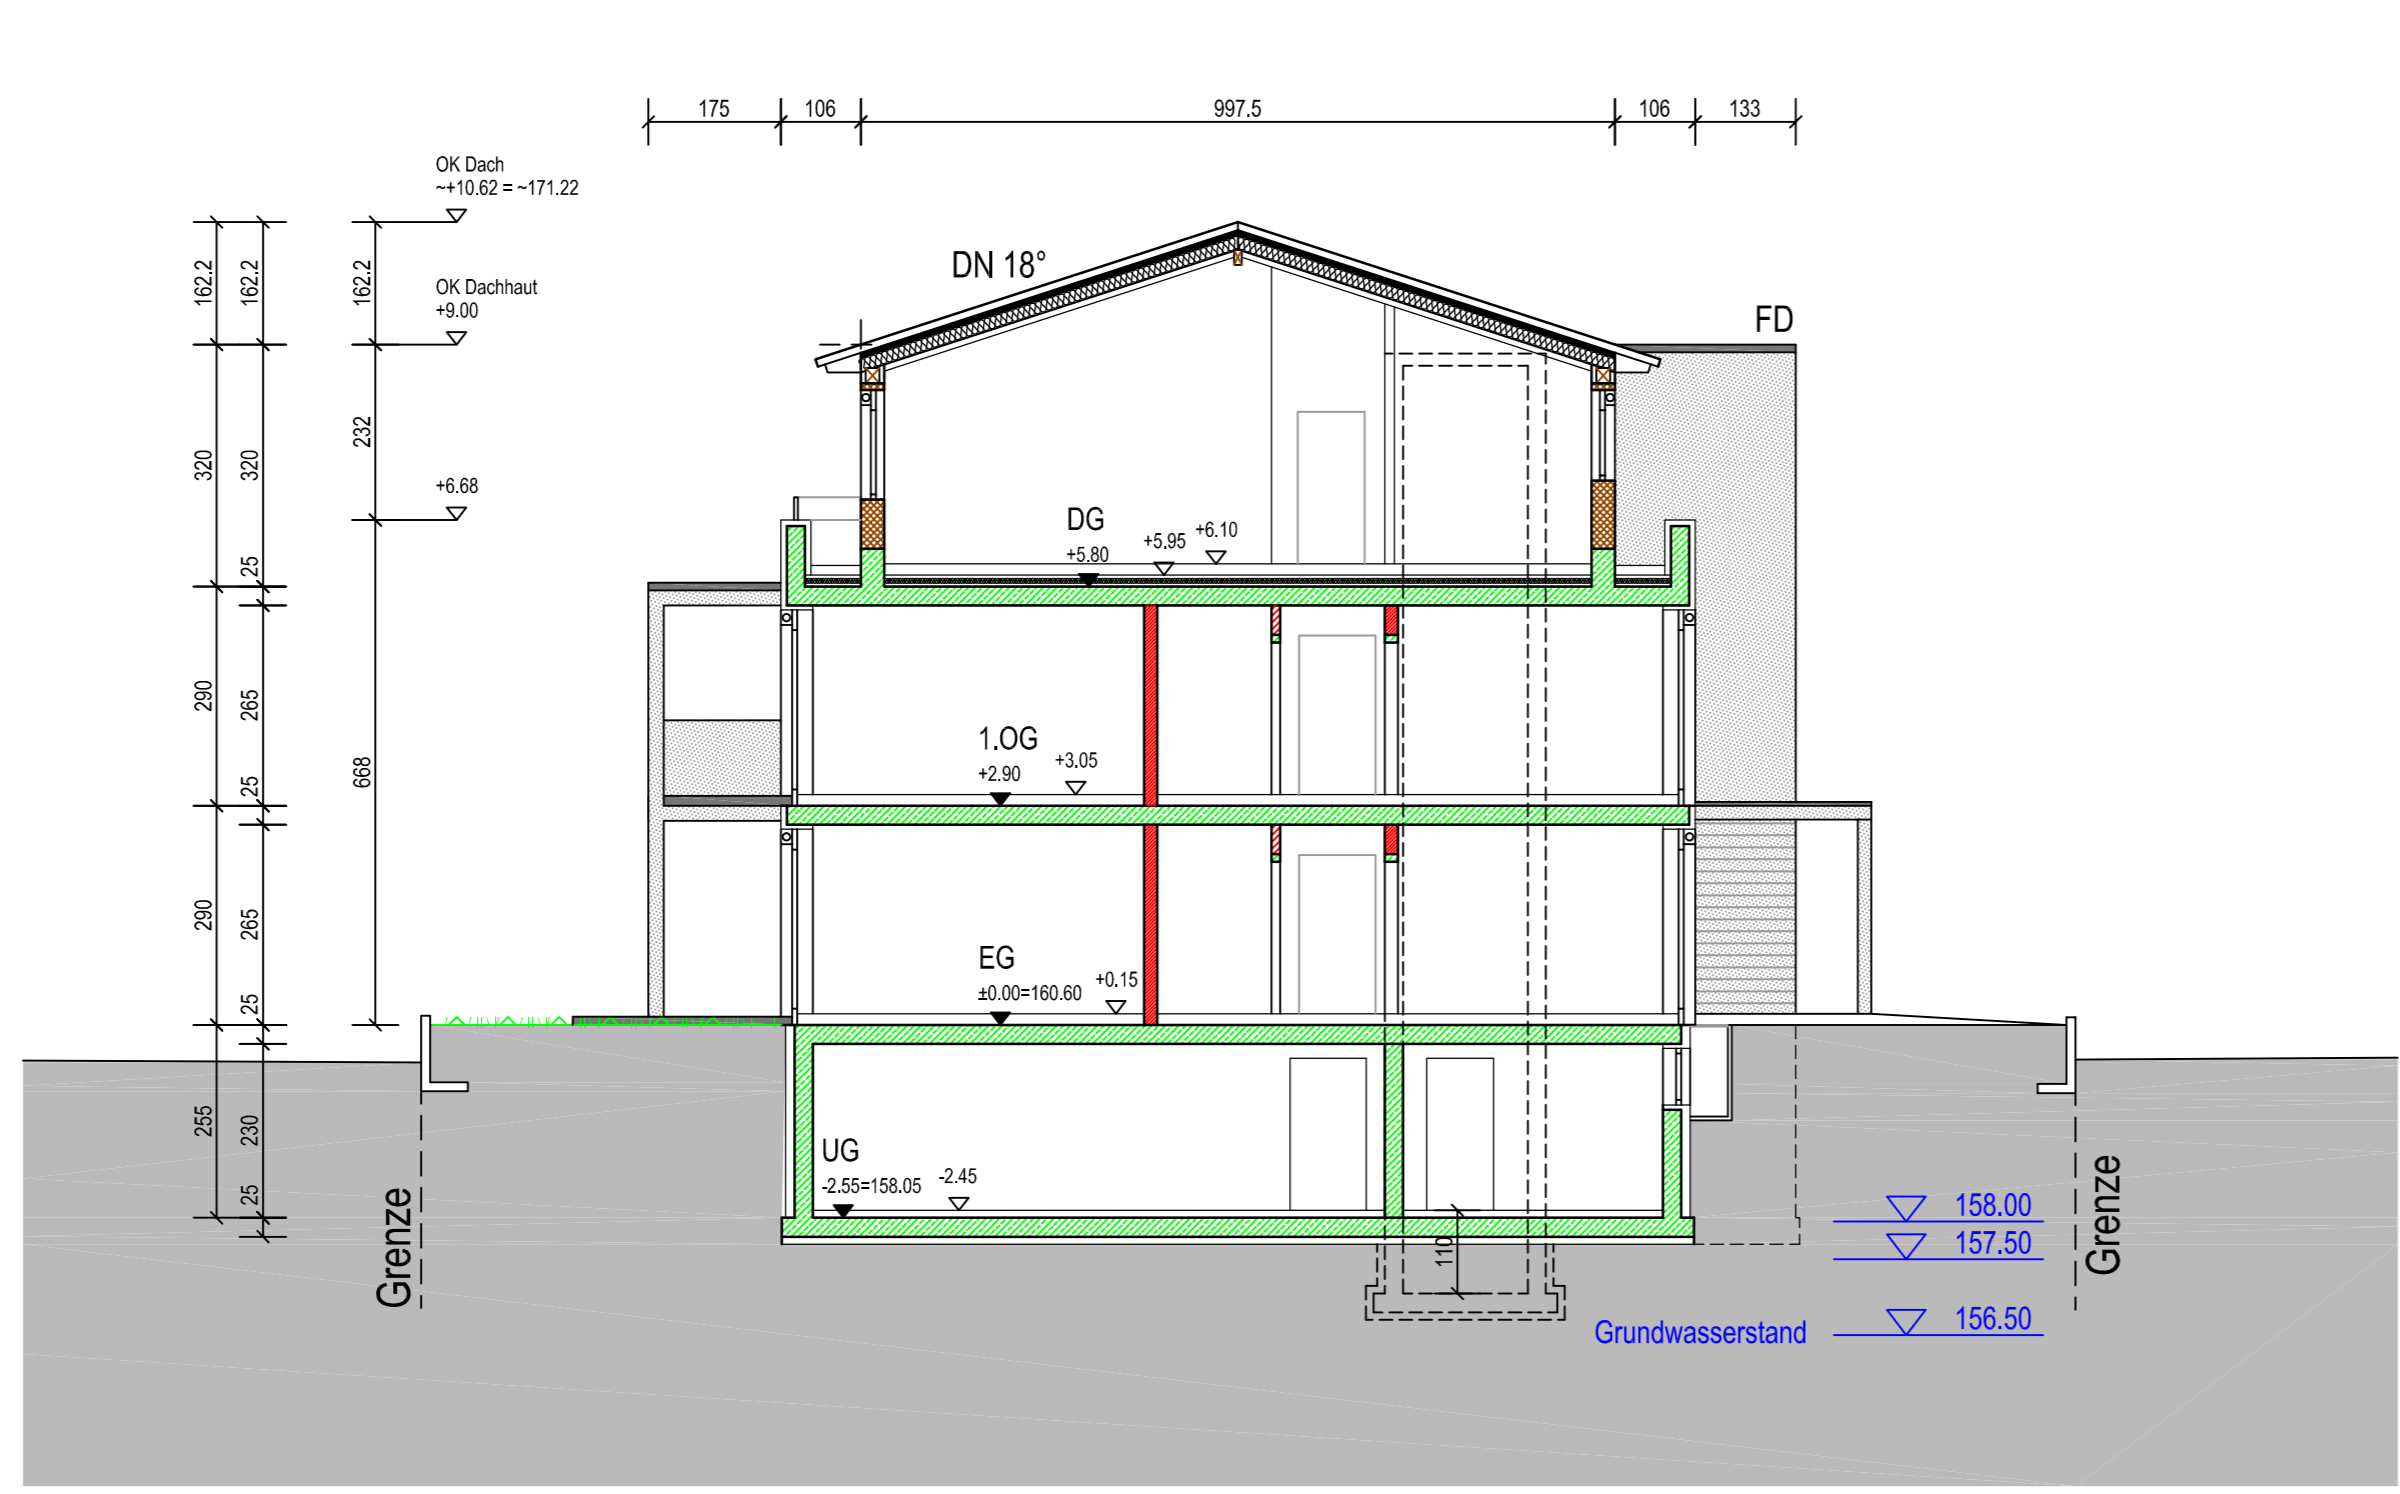 175 106 997.5 106 133
OK Dach
~+10.62 = ~171.22
162.2 162.2 162.2
DN 18°
OK Dachhaut
+9.00
FD
232
320 320
+6.68
DG
+5.80 +5.95 +6.10
25
290 265
1.OG
+2.90 +3.05
668
25
290 265
EG
±0.00=160.60 +0.15
25
255 230
UG
-2.55=158.05 -2.45
25
Grenze
110
158.00
157.50
Grenze
Grundwasserstand 156.50